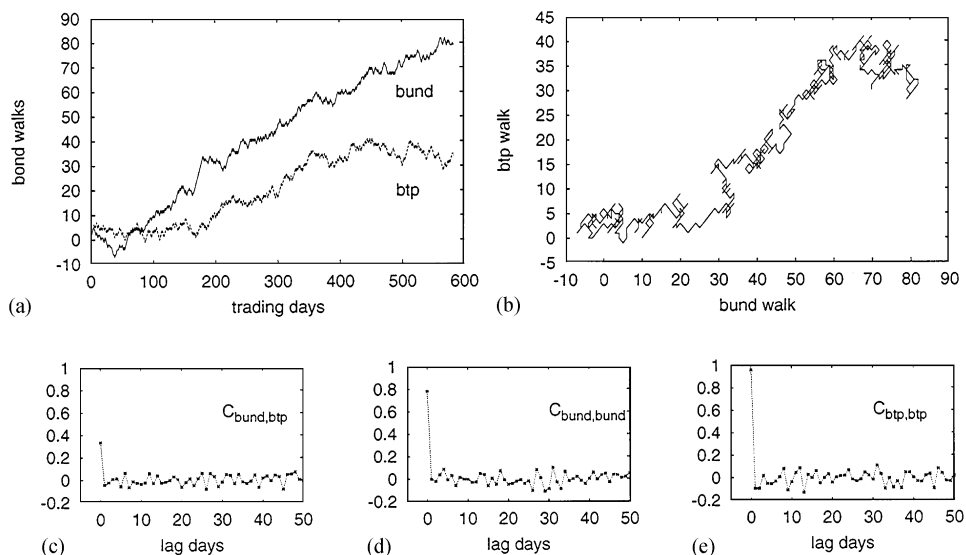 90
80
70
60
50
40
30
20
10
0
-10
bond walks
bund
btp
0 100 200 300 400 500 600
trading days
(a)
45
40
35
30
25
20
15
10
5
0
-5
btp walk
-10 0 10 20 30 40 50 60 70 80 90
bund walk
(b)
1
0.8
0.6
0.4
0.2
0
-0.2
C bund,btp
0 10 20 30 40 50
lag days
(c)
1
0.8
0.6
0.4
0.2
0
-0.2
C bund,bund
0 10 20 30 40 50
lag days
(d)
1
0.8
0.6
0.4
0.2
0
-0.2
C btp,btp
0 10 20 30 40 50
lag days
(e)